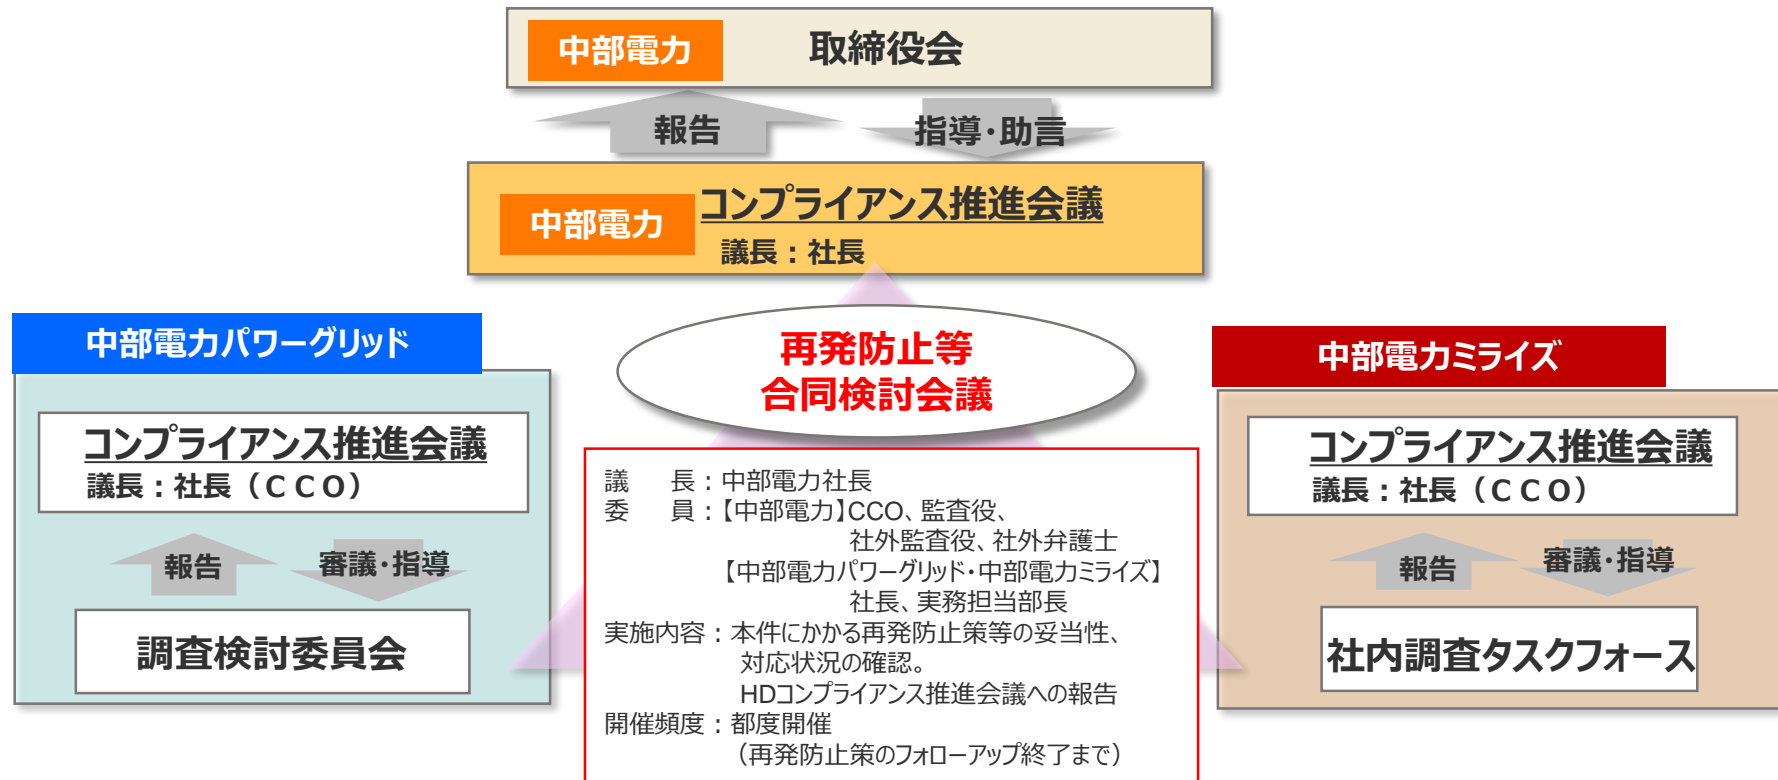 中部電力 取締役会
報告 指導・助言
中部電力 コンプライアンス推進会議
議長：社長
中部電力パワーグリッド
コンプライアンス推進会議
議長：社長（ＣＣＯ）
報告 審議・指導
調査検討委員会
再発防止等
合同検討会議
議　長：中部電力社長
委　員：【中部電力】CCO、監査役、
社外監査役、社外弁護士
【中部電力パワーグリッド・中部電力ミライズ】
社長、実務担当部長
実施内容：本件にかかる再発防止策等の妥当性、
対応状況の確認。
HDコンプライアンス推進会議への報告
開催頻度：都度開催
（再発防止策のフォローアップ終了まで）
中部電力ミライズ
コンプライアンス推進会議
議長：社長（ＣＣＯ）
報告 審議・指導
社内調査タスクフォース